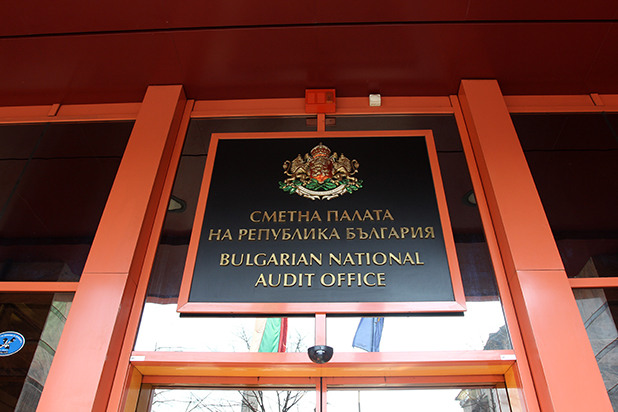 СМЕТНА ПАЛАТА
НА РЕПУБЛИКА БЪЛГАРИЯ
BULGARIAN NATIONAL
AUDIT OFFICE